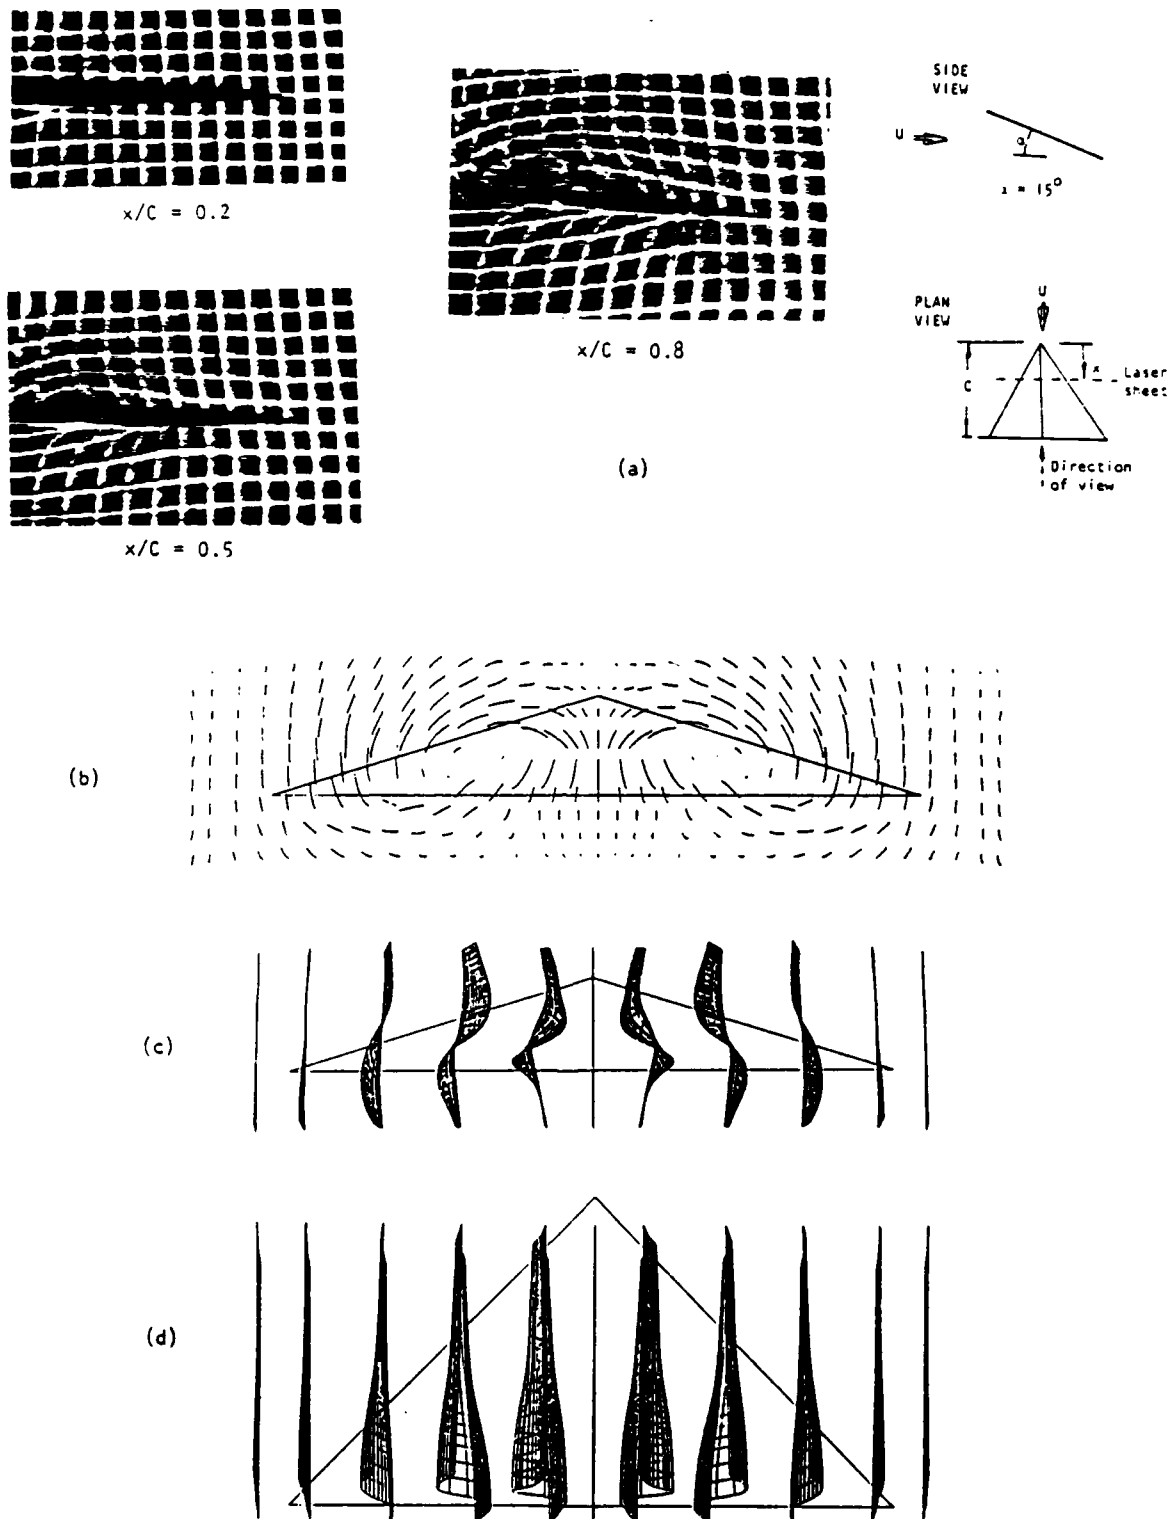 x/C = 0.2
x/C = 0.5
x/C = 0.8
(a)
SIDE
VIEW
U
α
ɪ = 15°
PLAN
VIEW
U
C
x
Laser
sheet
Direction
of view
(b)
(c)
(d)